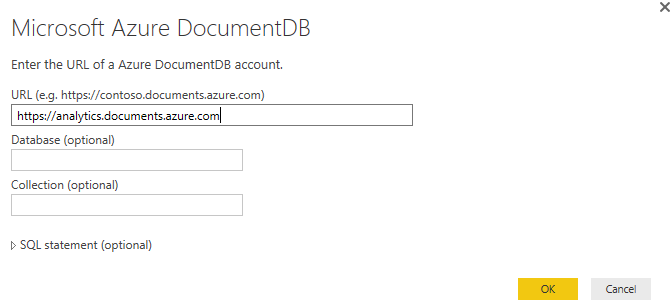 Microsoft Azure DocumentDB
Enter the URL of a Azure DocumentDB account.
URL (e.g. https://contoso.documents.azure.com)
https://analytics.documents.azure.com
Database (optional)
Collection (optional)
SQL statement (optional)
OK Cancel